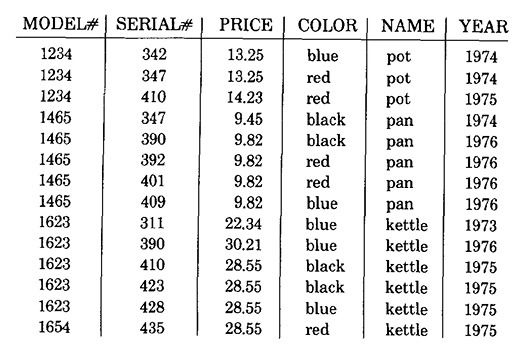 MODEL# | SERIAL# | PRICE | COLOR | NAME | YEAR
1234 342 13.25 blue pot 1974
1234 347 13.25 red pot 1974
1234 410 14.23 red pot 1975
1465 347 9.45 black pan 1974
1465 390 9.82 black pan 1976
1465 392 9.82 red pan 1976
1465 401 9.82 red pan 1976
1465 409 9.82 blue pan 1976
1623 311 22.34 blue kettle 1973
1623 390 30.21 blue kettle 1976
1623 410 28.55 black kettle 1975
1623 423 28.55 black kettle 1975
1623 428 28.55 blue kettle 1975
1654 435 28.55 red kettle 1975